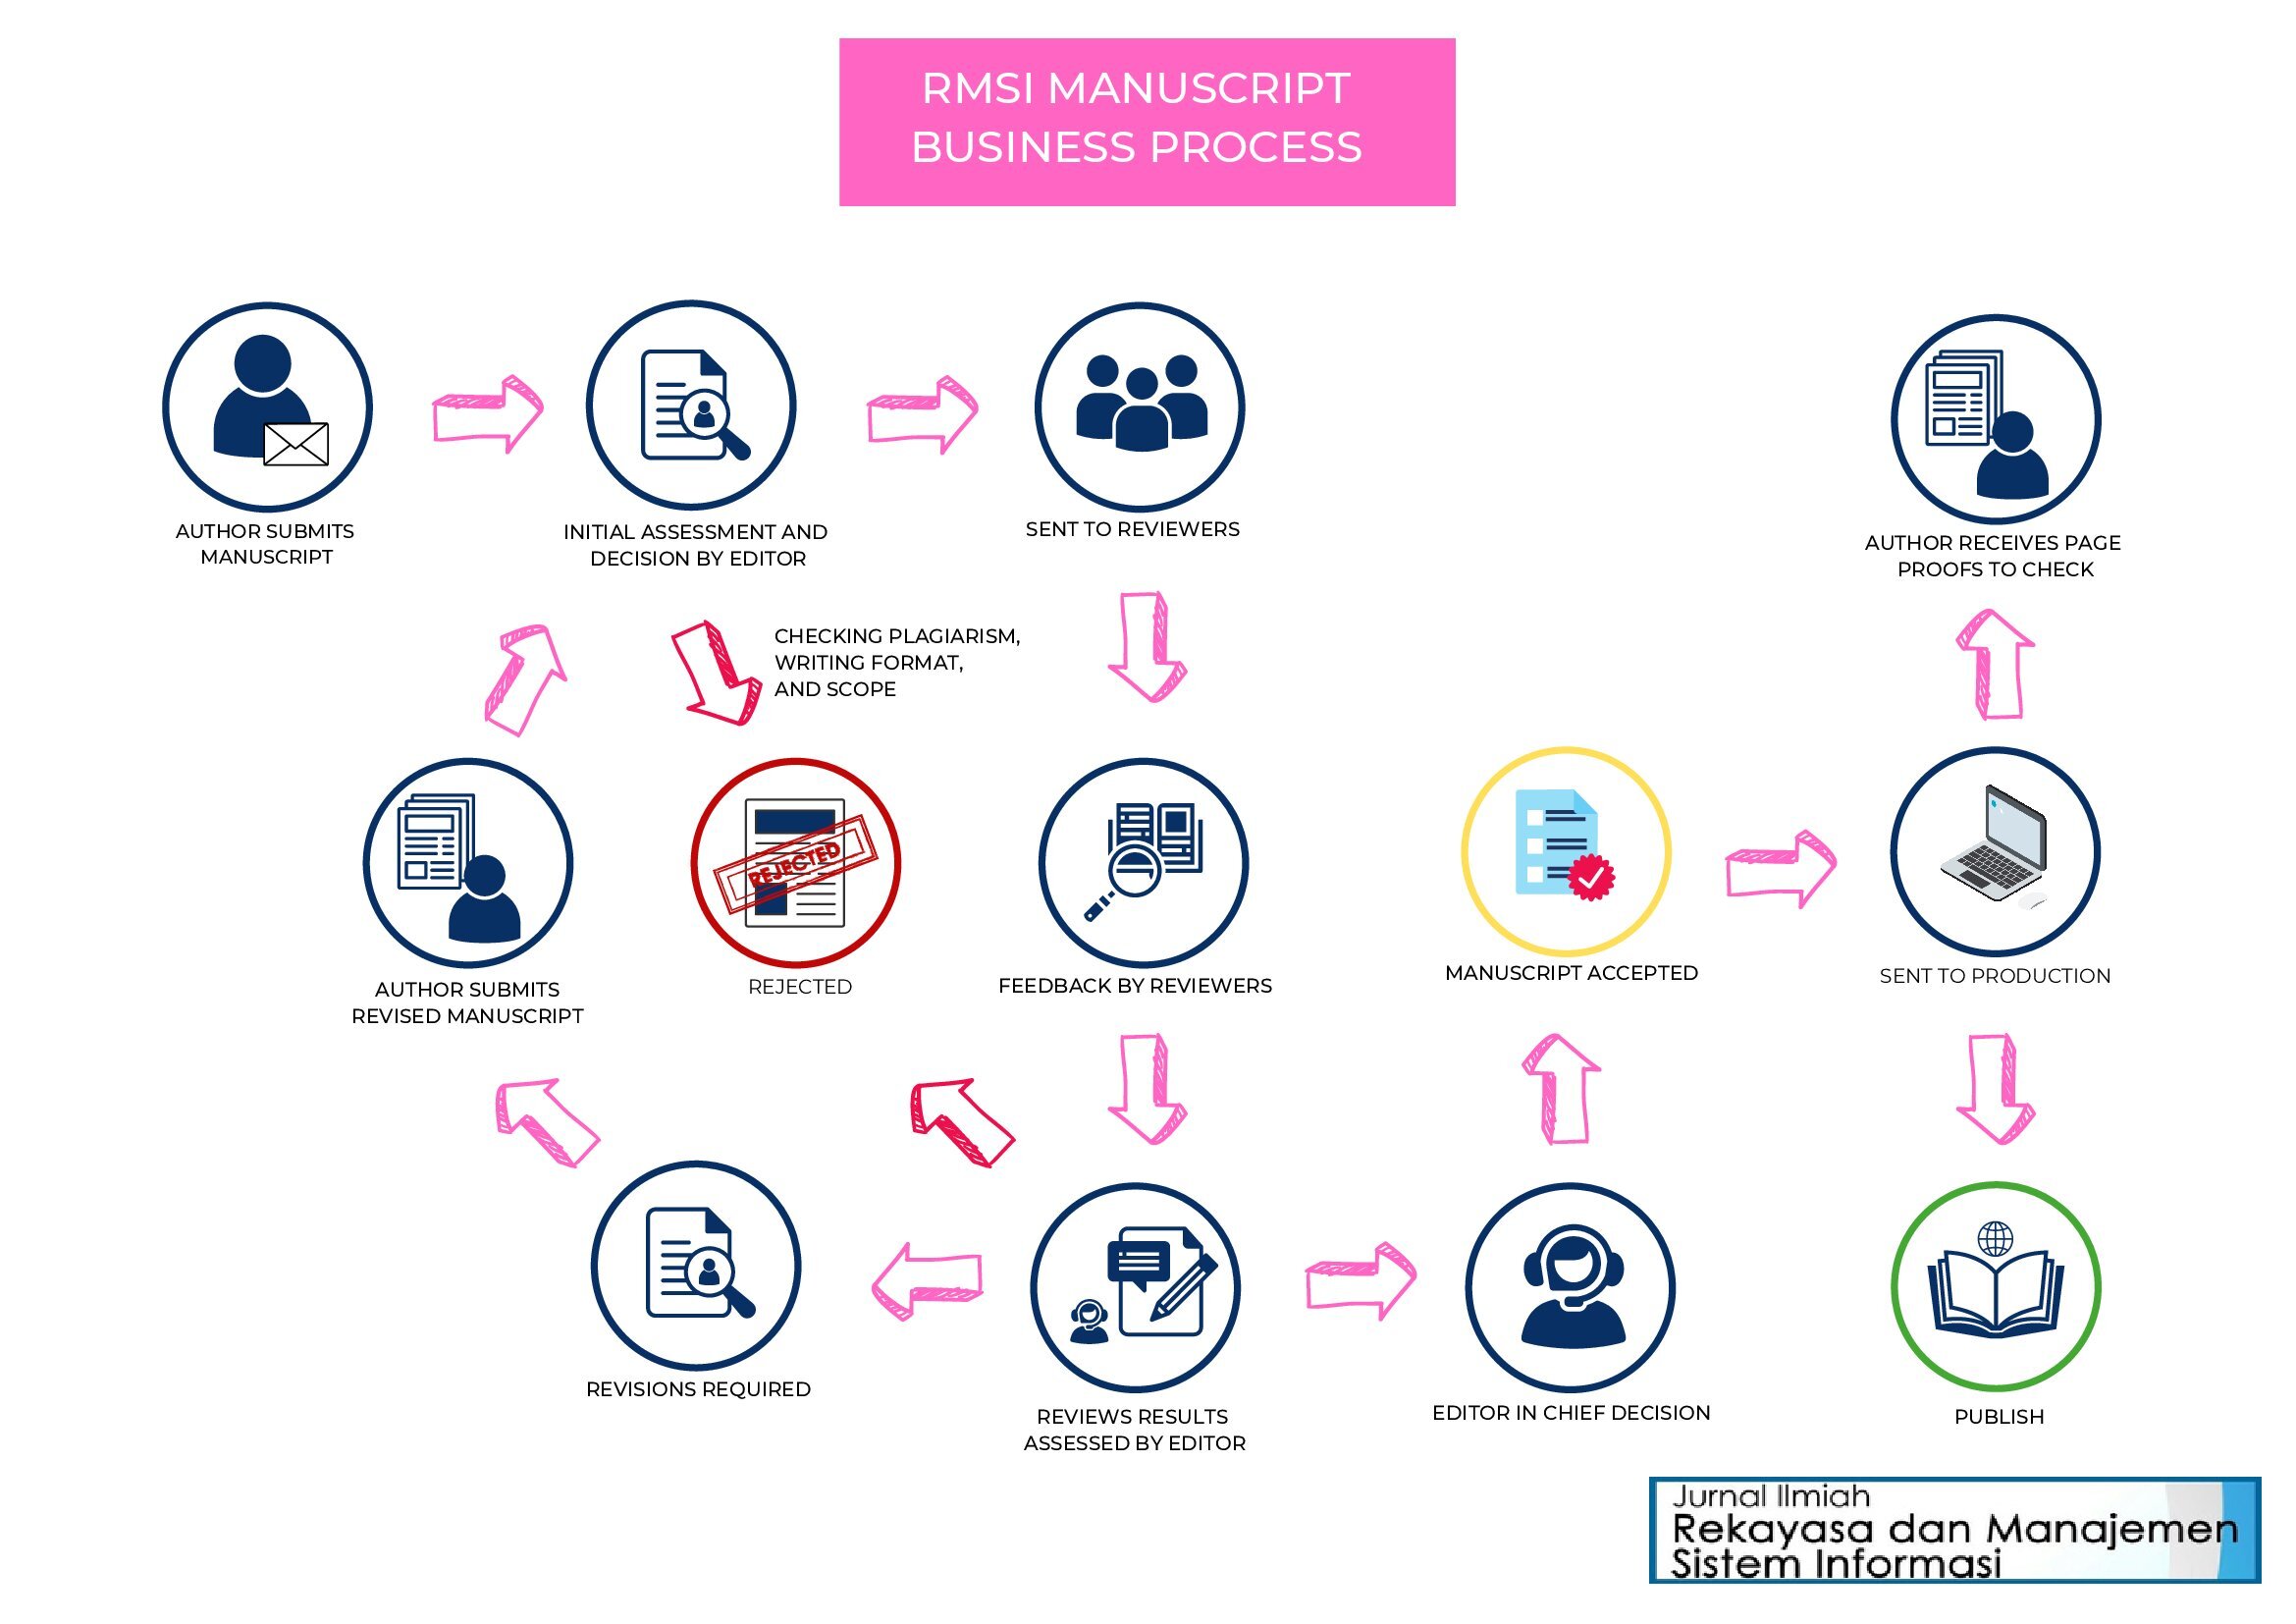 RMSI MANUSCRIPT
BUSINESS PROCESS
AUTHOR SUBMITS
MANUSCRIPT
INITIAL ASSESSMENT AND
DECISION BY EDITOR
SENT TO REVIEWERS
AUTHOR RECEIVES PAGE
PROOFS TO CHECK
CHECKING PLAGIARISM,
WRITING FORMAT,
AND SCOPE
REJECTED
AUTHOR SUBMITS
REVISED MANUSCRIPT
REJECTED
FEEDBACK BY REVIEWERS
MANUSCRIPT ACCEPTED
SENT TO PRODUCTION
REVISIONS REQUIRED
REVIEWS RESULTS
ASSESSED BY EDITOR
EDITOR IN CHIEF DECISION
PUBLISH
Jurnal Ilmiah
Rekayasa dan Manajemen
Sistem Informasi